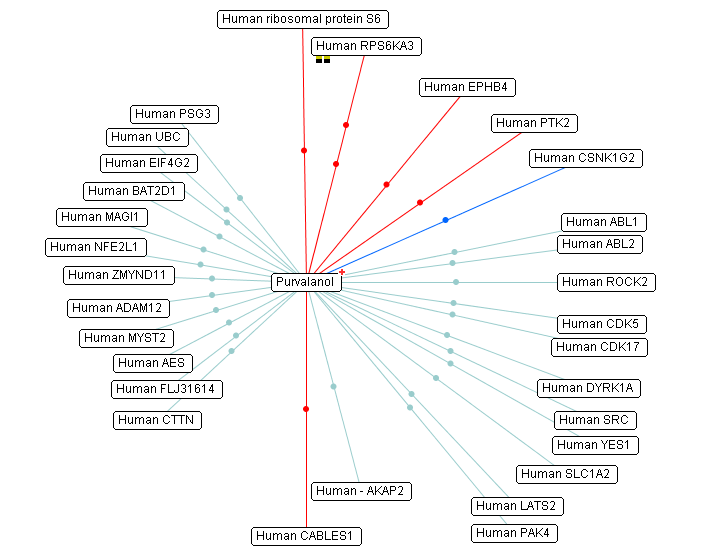 Human ribosomal protein S6
Human RPS6KA3
Human EPHB4
Human PSG3
Human PTK2
Human UBC
Human CSNK1G2
Human EIF4G2
Human BAT2D1
Human MAGI1
Human ABL1
Human ABL2
Human NFE2L1
Human ZMYND11
Purvalanol
Human ROCK2
Human ADAM12
Human CDK5
Human MYST2
Human CDK17
Human AES
Human FLJ31614
Human DYRK1A
Human CTTN
Human SRC
Human YES1
Human SLC1A2
Human - AKAP2
Human LATS2
Human PAK4
Human CABLES1